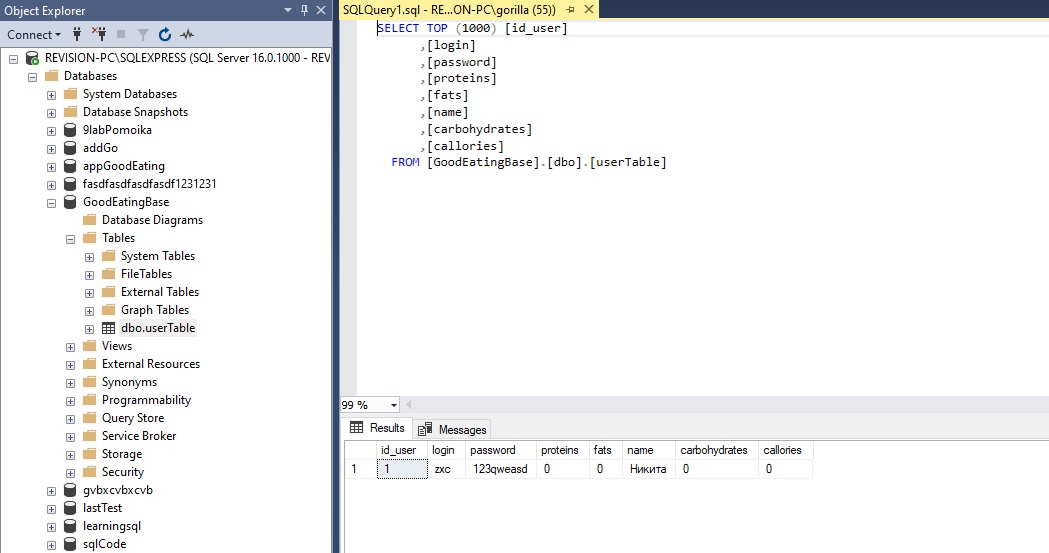 Object Explorer
Connect
REVISION-PC\SQLEXPRESS (SQL Server 16.0.1000 - REV
Databases
System Databases
Database Snapshots
9labPomoika
addGo
appGoodEating
fasdfasdfasdfasdf1231231
GoodEatingBase
Database Diagrams
Tables
System Tables
FileTables
External Tables
Graph Tables
dbo.userTable
Views
External Resources
Synonyms
Programmability
Query Store
Service Broker
Storage
Security
gvbxcvbxcvb
lastTest
learningsql
sqlCode
SQLQuery1.sql - RE...ON-PC\gorilla (55))
SELECT TOP (1000) [id_user]
,[login]
,[password]
,[proteins]
,[fats]
,[name]
,[carbohydrates]
,[callories]
FROM [GoodEatingBase].[dbo].[userTable]
99 %
Results Messages
id_user login password proteins fats name carbohydrates callories
1 1 zxc 123qweasd 0 0 Никита 0 0